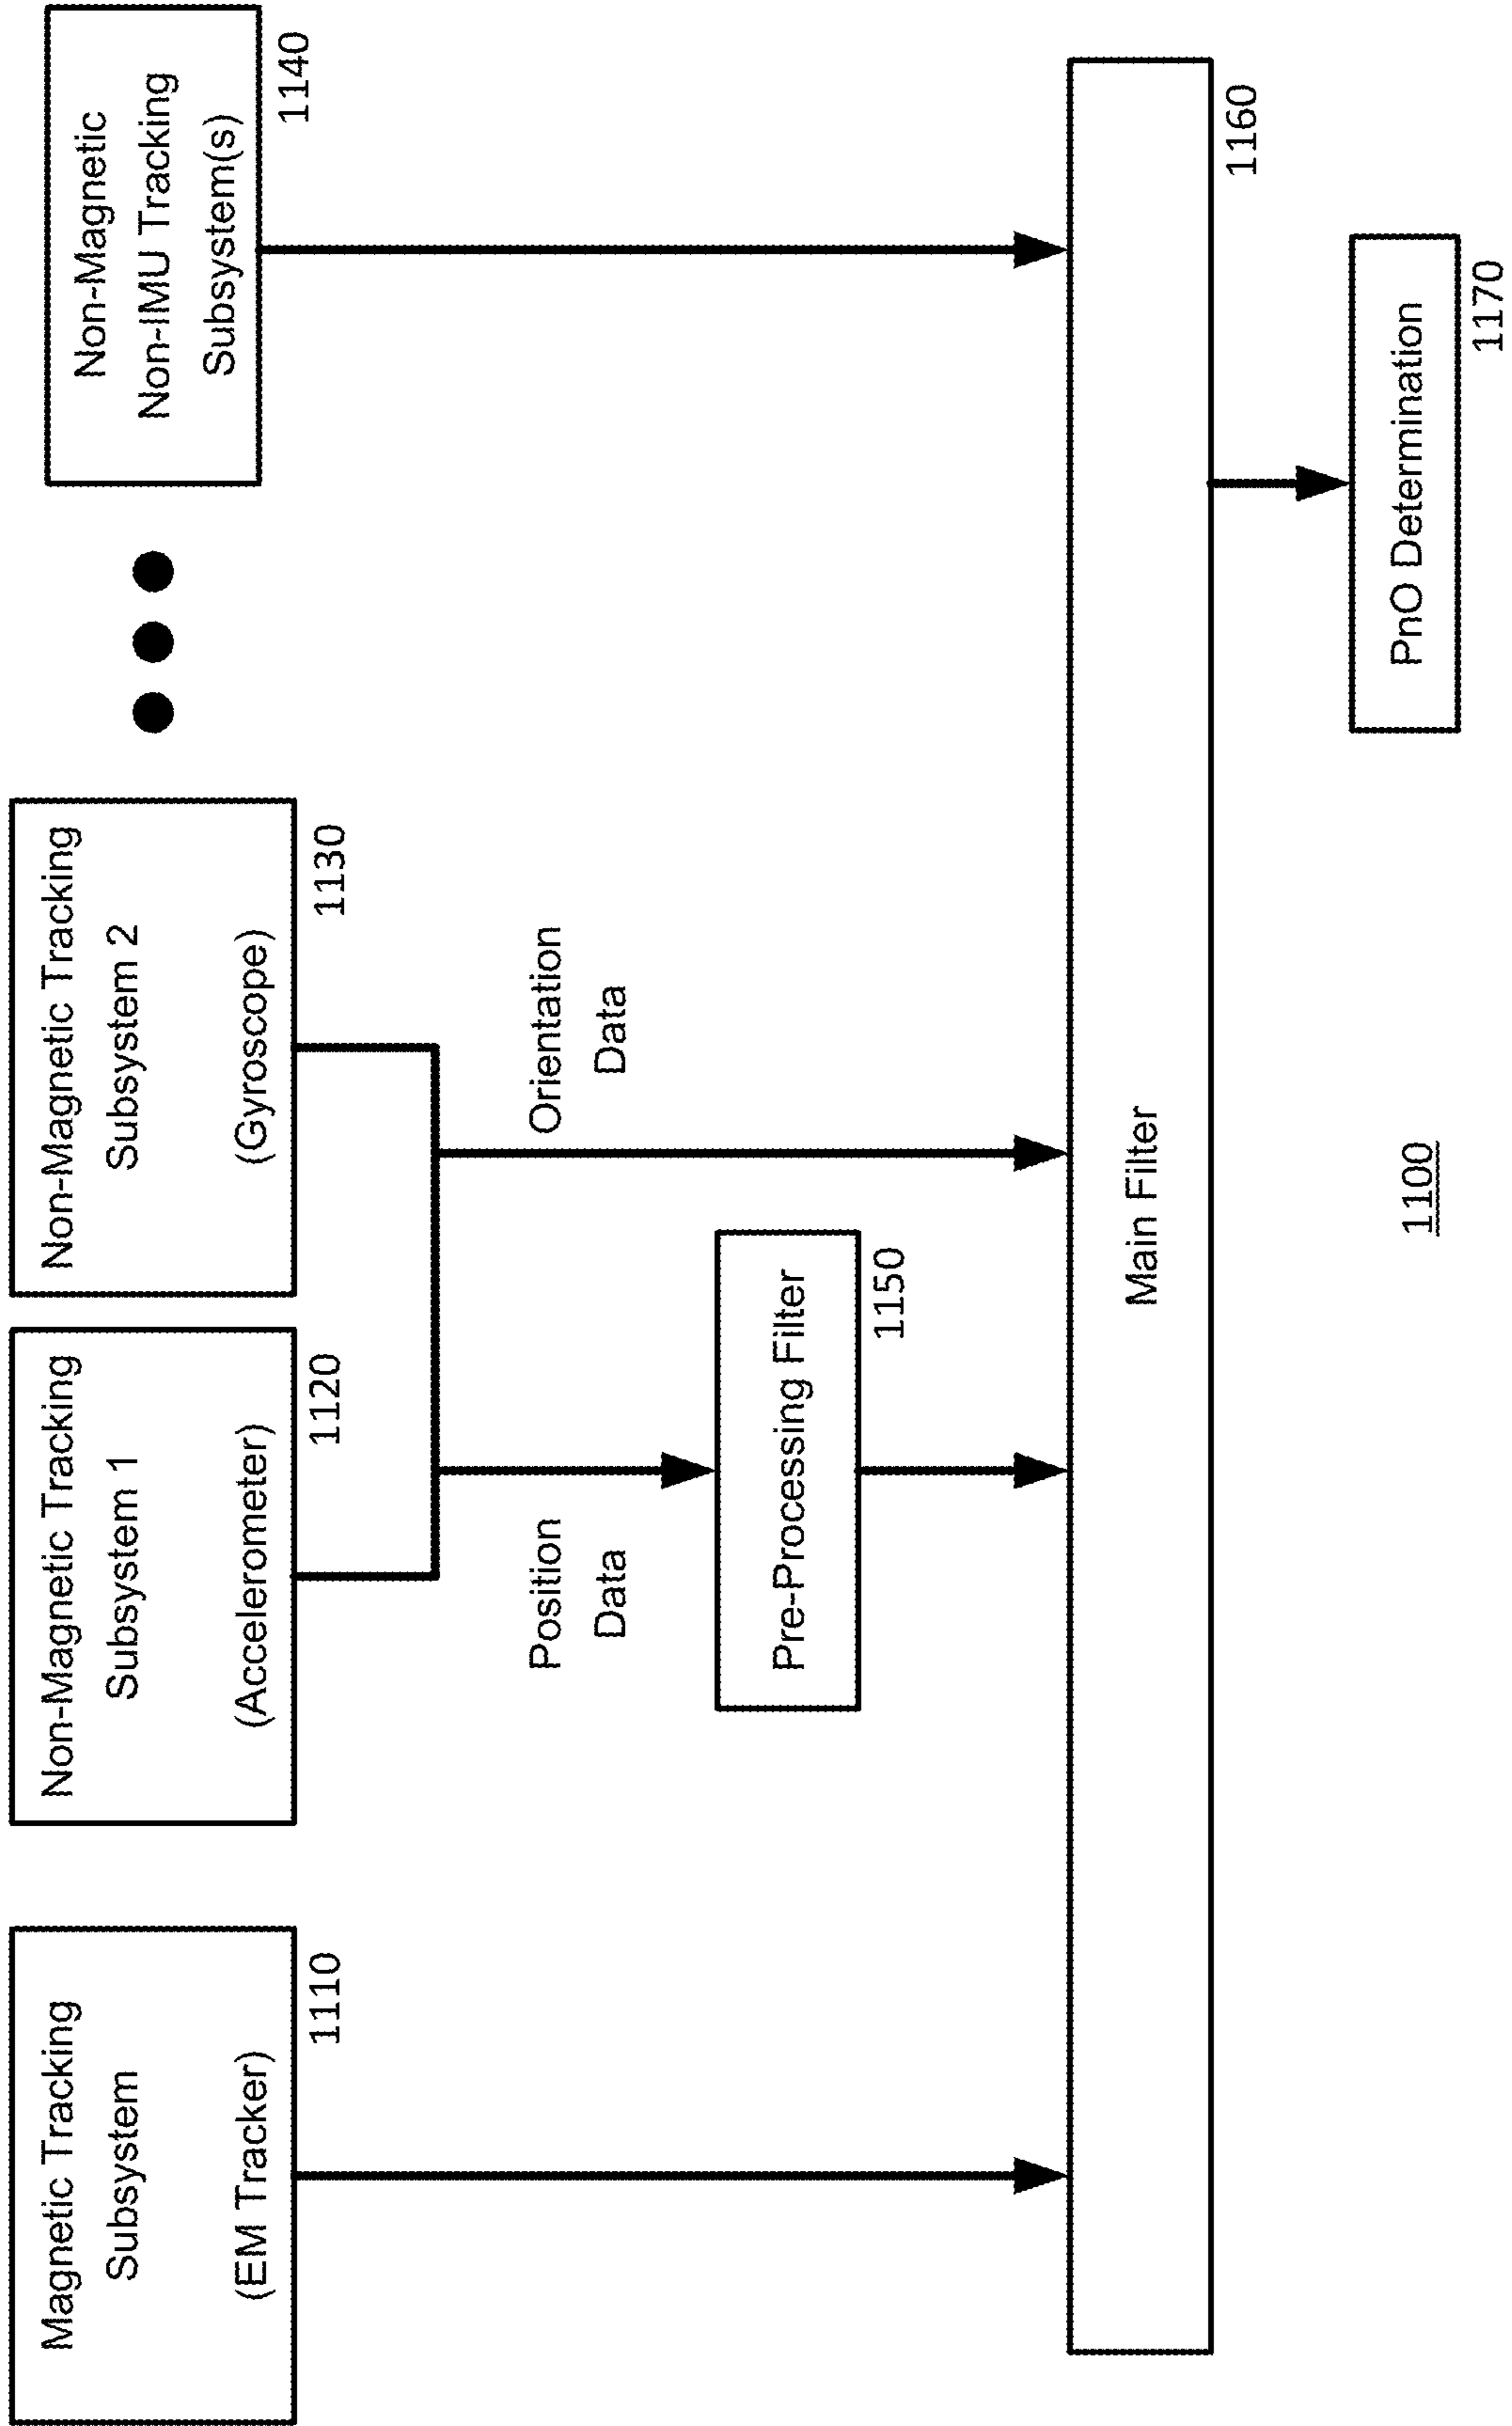 Magnetic Tracking
Subsystem
(EM Tracker)
1110
Non-Magnetic Tracking
Subsystem 1
(Accelerometer)
1120
Non-Magnetic Tracking
Subsystem 2
(Gyroscope)
1130
Non-Magnetic
Non-IMU Tracking
Subsystem(s)
1140
Position
Data
Orientation
Data
Pre-Processing Filter
1150
Main Filter
1160
PnO Determination
1170
1100